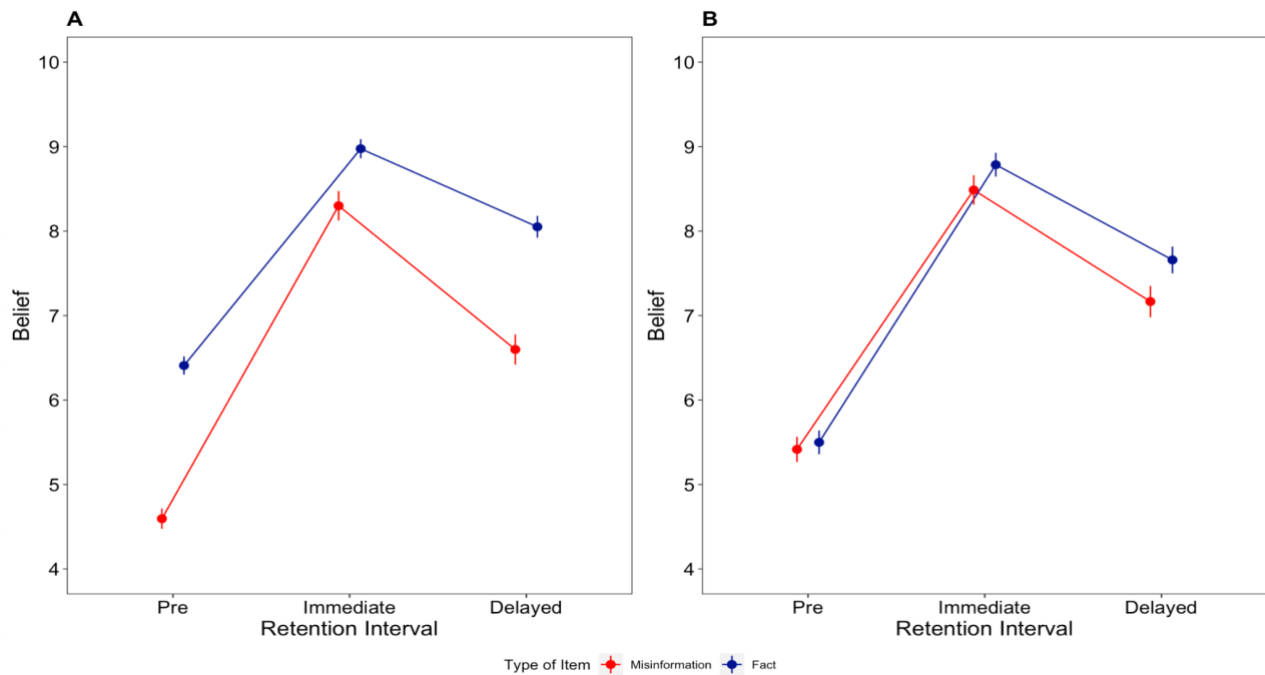 A
B
10
9
8
7
6
5
4
Belief
Pre
Immediate
Delayed
Retention Interval
10
9
8
7
6
5
4
Belief
Pre
Immediate
Delayed
Retention Interval
Type of Item Misinformation Fact